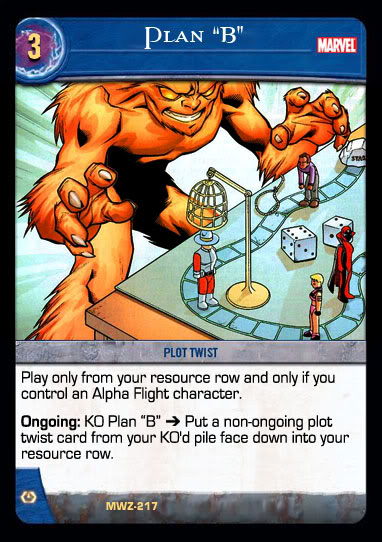 3
PLAN “B”
MARVEL
START
PLOT TWIST
Play only from your resource row and only if you
control an Alpha Flight character.
Ongoing: KO Plan “B” ➔ Put a non-ongoing plot
twist card from your KO'd pile face down into your
resource row.
MWZ-217